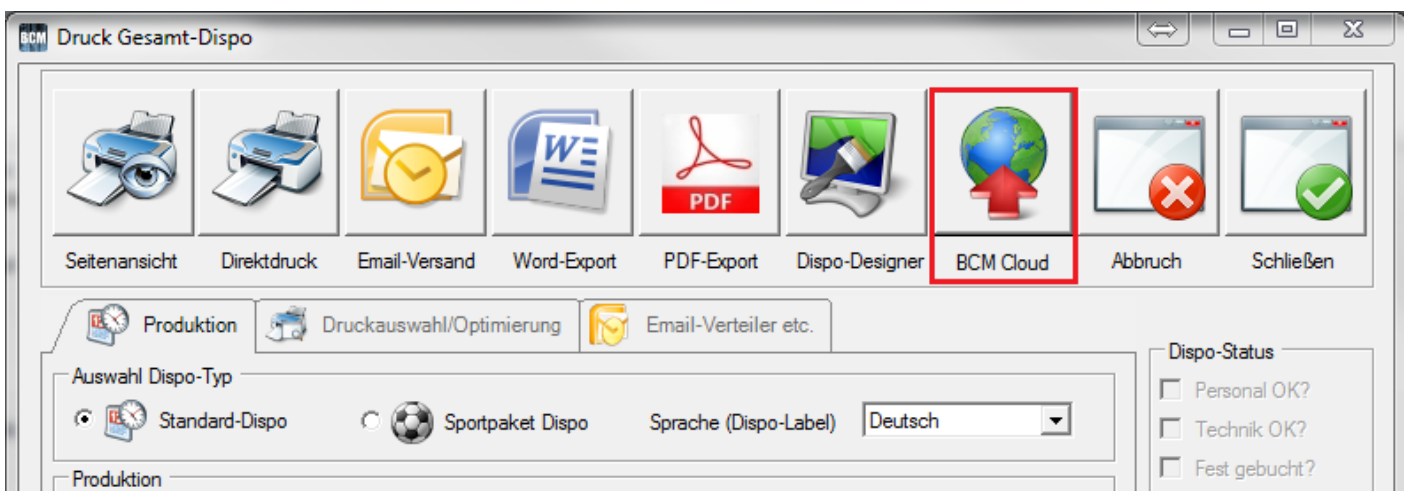 BCM Druck Gesamt-Dispo
W
PDF
Seitenansicht Direktdruck Email-Versand Word-Export PDF-Export Dispo-Designer BCM Cloud Abbruch Schließen
Produktion Druckauswahl/Optimierung Email-Verteiler etc.
Dispo-Status
Auswahl Dispo-Typ
Personal OK?
Standard-Dispo Sportpaket Dispo Sprache (Dispo-Label) Deutsch
Technik OK?
Fest gebucht?
Produktion